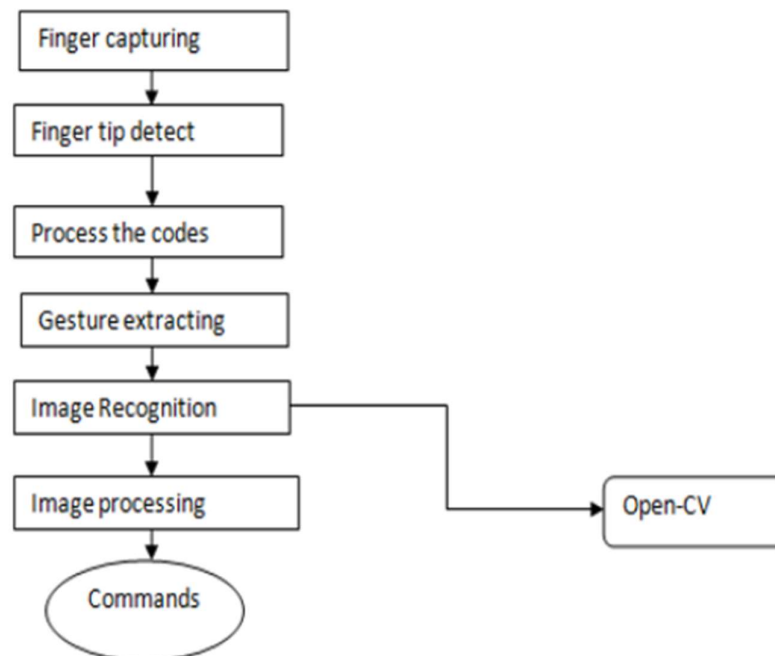 Finger capturing
Finger tip detect
Process the codes
Gesture extracting
Image Recognition
Image processing
Open-CV
Commands